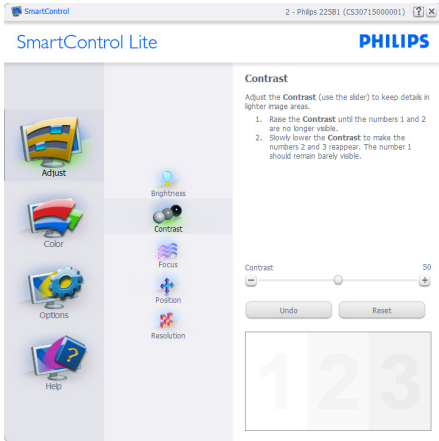 SmartControl
2 - Philips 225B1 (CS30715000001)
?
SmartControl Lite
PHILIPS
Adjust
Color
Options
Help
Brightness
Contrast
Focus
Position
Resolution
Contrast
Adjust the Contrast (use the slider) to keep details in
lighter image areas.
1. Raise the Contrast until the numbers 1 and 2
are no longer visible.
2. Slowly lower the Contrast to make the
numbers 2 and 3 reappear. The number 1
should remain barely visible.
Contrast 50
Undo Reset
1 2 3